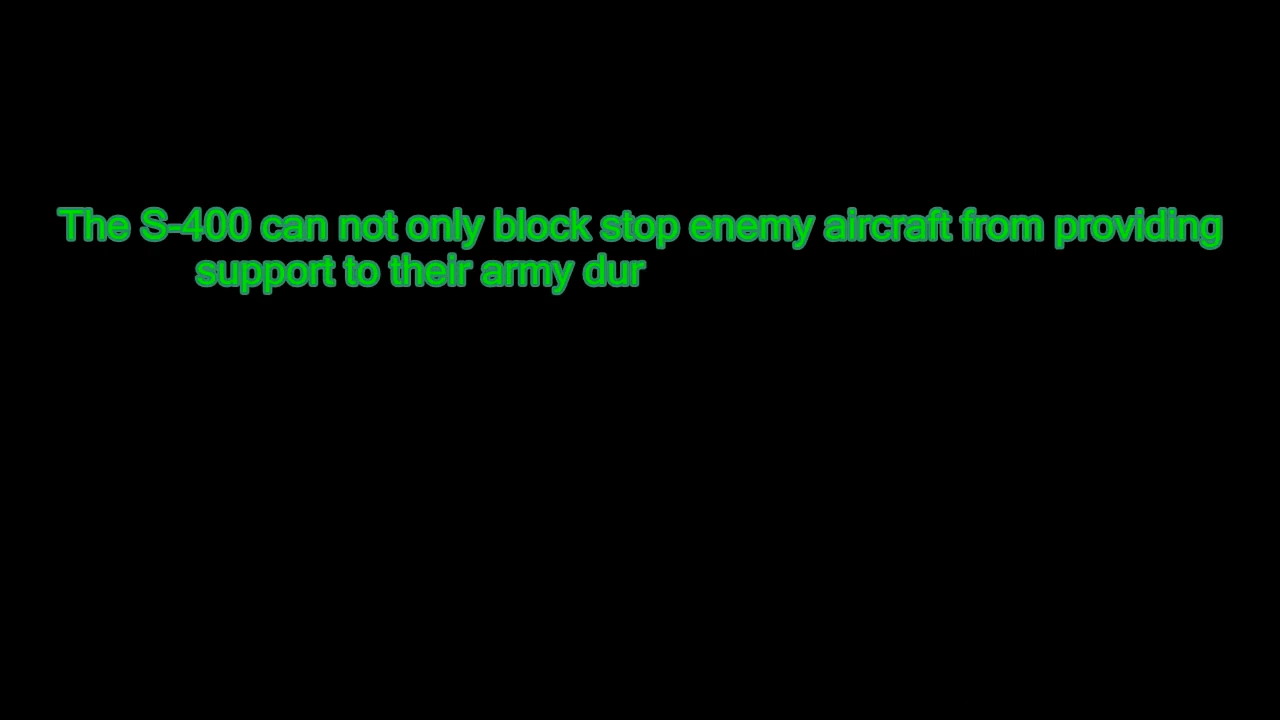 The S-400 can not only block stop enemy aircraft from providing
support to their army dur